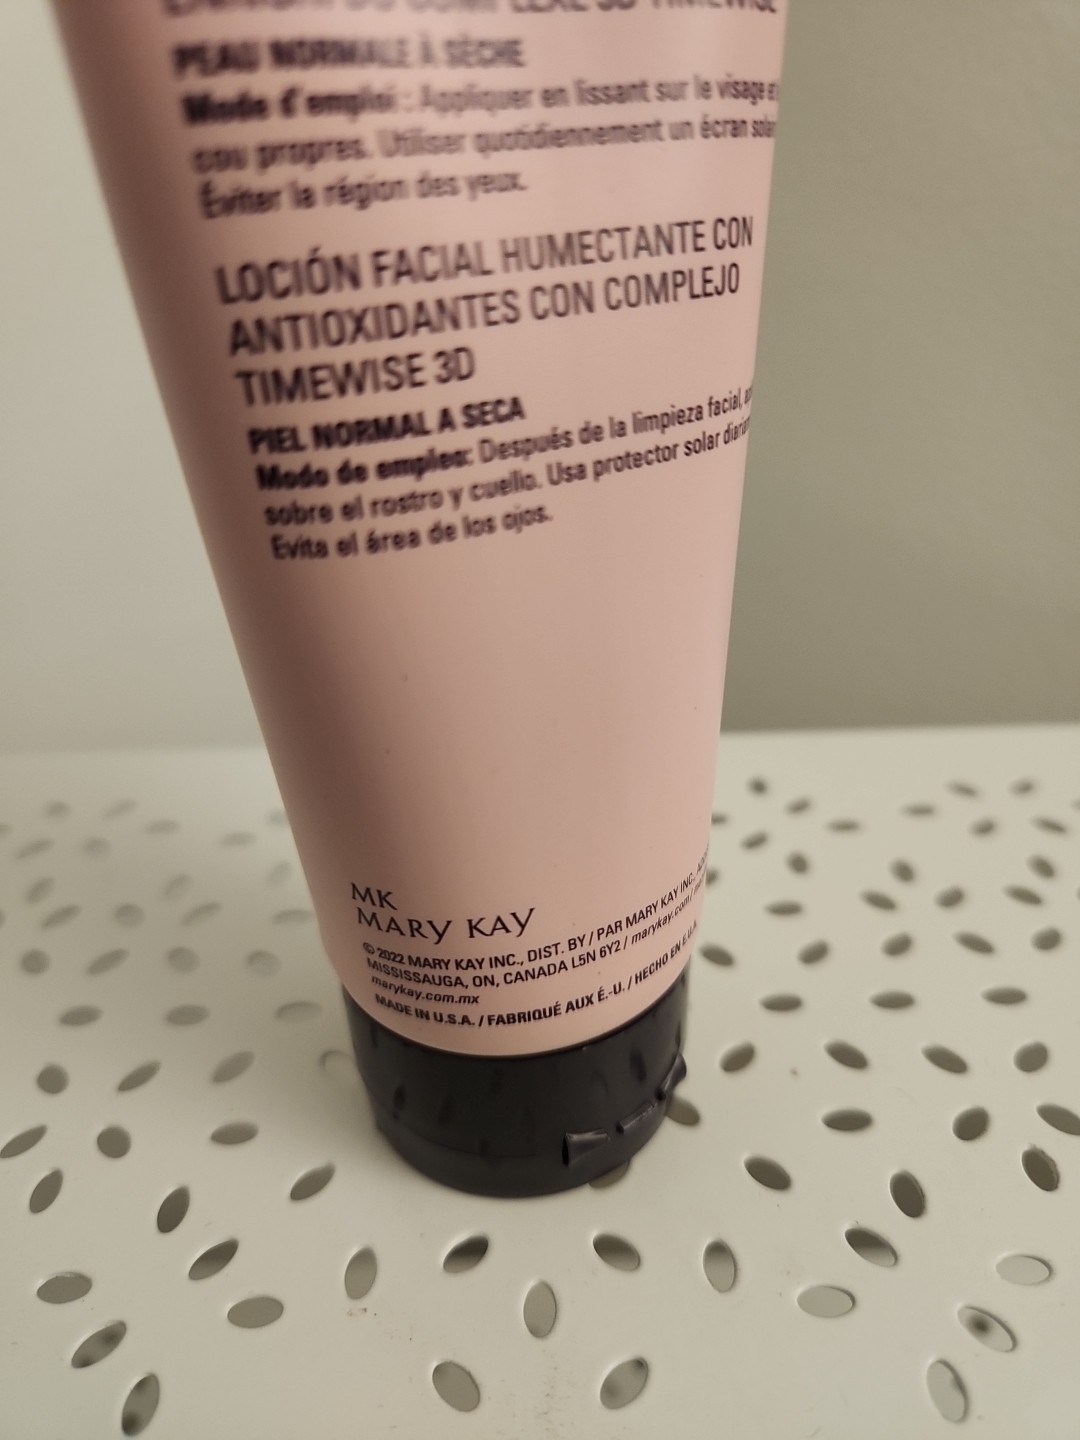 COMPLEXE 3D TIMEWISE
PEAU NORMALE À SÈCHE
Mode d'emploi : Appliquer en lissant sur le visage et
cou propres. Utiliser quotidiennement un écran solai
Éviter la région des yeux.
LOCIÓN FACIAL HUMECTANTE CON
ANTIOXIDANTES CON COMPLEJO
TIMEWISE 3D
PIEL NORMAL A SECA
Modo de empleo: Después de la limpieza facial,
sobre el rostro y cuello. Usa protector solar
Evita el área de los ojos.
MK
MARY KAY
© 2022 MARY KAY INC., DIST. BY / PAR MARY KAY INC.,
MISSISSAUGA, ON, CANADA L5N 6Y2 / marykay.com /
marykay.com.mx
MADE IN U.S.A. / FABRIQUÉ AUX É.-U. / HECHO EN E.U.A.